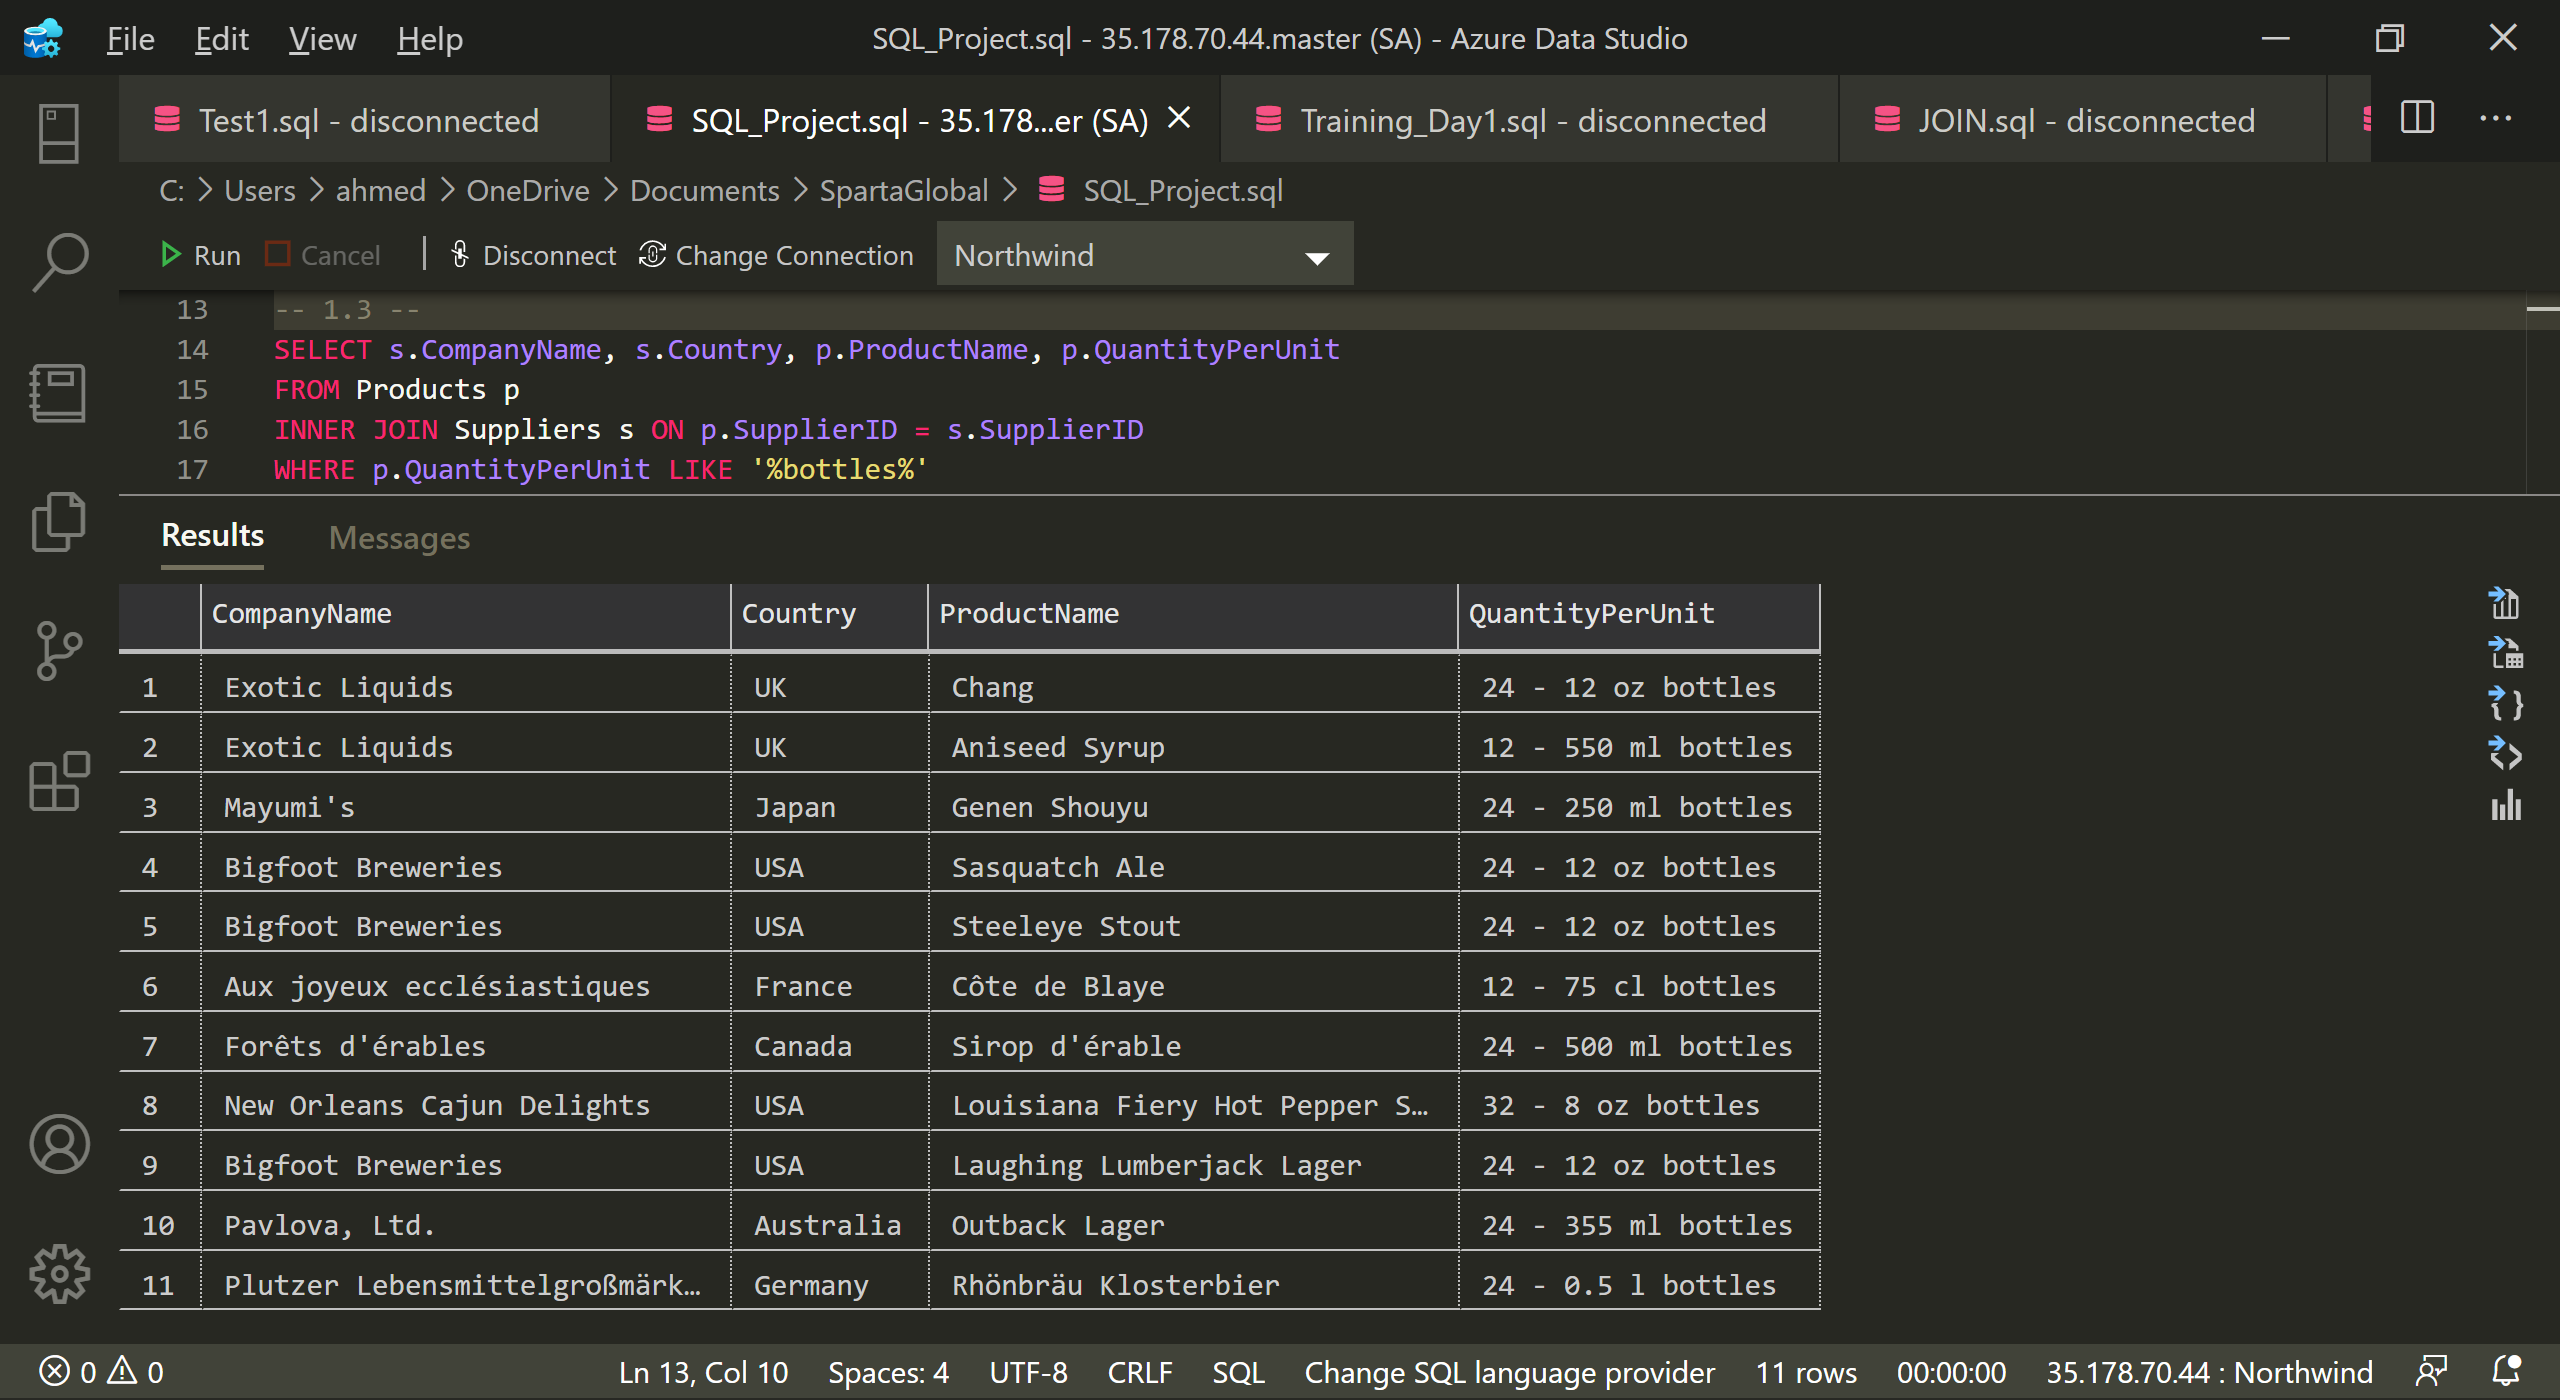 File Edit View Help SQL_Project.sql - 35.178.70.44.master (SA) - Azure Data Studio
Test1.sql - disconnected SQL_Project.sql - 35.178...er (SA) Training_Day1.sql - disconnected JOIN.sql - disconnected
C: > Users > ahmed > OneDrive > Documents > SpartaGlobal > SQL_Project.sql
Run Cancel Disconnect Change Connection Northwind
13 -- 1.3 --
14 SELECT s.CompanyName, s.Country, p.ProductName, p.QuantityPerUnit
15 FROM Products p
16 INNER JOIN Suppliers s ON p.SupplierID = s.SupplierID
17 WHERE p.QuantityPerUnit LIKE '%bottles%'
Results Messages
CompanyName Country ProductName QuantityPerUnit
1 Exotic Liquids UK Chang 24 - 12 oz bottles
2 Exotic Liquids UK Aniseed Syrup 12 - 550 ml bottles
3 Mayumi's Japan Genen Shouyu 24 - 250 ml bottles
4 Bigfoot Breweries USA Sasquatch Ale 24 - 12 oz bottles
5 Bigfoot Breweries USA Steeleye Stout 24 - 12 oz bottles
6 Aux joyeux ecclésiastiques France Côte de Blaye 12 - 75 cl bottles
7 Forêts d'érables Canada Sirop d'érable 24 - 500 ml bottles
8 New Orleans Cajun Delights USA Louisiana Fiery Hot Pepper S… 32 - 8 oz bottles
9 Bigfoot Breweries USA Laughing Lumberjack Lager 24 - 12 oz bottles
10 Pavlova, Ltd. Australia Outback Lager 24 - 355 ml bottles
11 Plutzer Lebensmittelgroßmärk… Germany Rhönbräu Klosterbier 24 - 0.5 l bottles
0 0 Ln 13, Col 10 Spaces: 4 UTF-8 CRLF SQL Change SQL language provider 11 rows 00:00:00 35.178.70.44 : Northwind